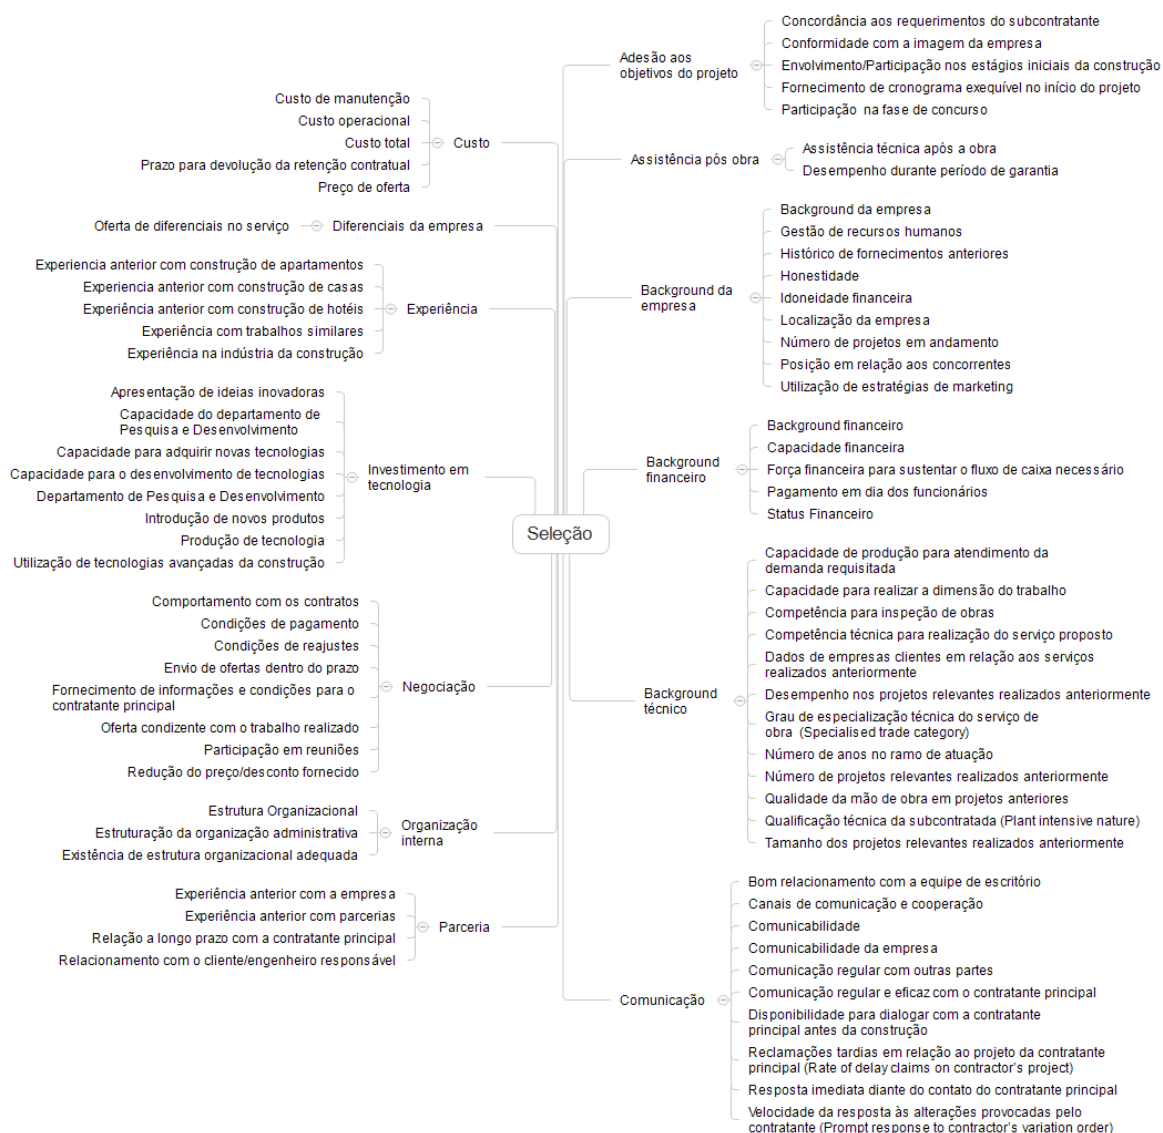 Seleção
Custo
Custo de manutenção
Custo operacional
Custo total
Prazo para devolução da retenção contratual
Preço de oferta
Diferenciais da empresa
Oferta de diferenciais no serviço
Experiência
Experiencia anterior com construção de apartamentos
Experiencia anterior com construção de casas
Experiência anterior com construção de hotéis
Experiência com trabalhos similares
Experiência na indústria da construção
Investimento em
tecnologia
Apresentação de ideias inovadoras
Capacidade do departamento de
Pesquisa e Desenvolvimento
Capacidade para adquirir novas tecnologias
Capacidade para o desenvolvimento de tecnologias
Departamento de Pesquisa e Desenvolvimento
Introdução de novos produtos
Produção de tecnologia
Utilização de tecnologias avançadas da construção
Negociação
Comportamento com os contratos
Condições de pagamento
Condições de reajustes
Envio de ofertas dentro do prazo
Fornecimento de informações e condições para o
contratante principal
Oferta condizente com o trabalho realizado
Participação em reuniões
Redução do preço/desconto fornecido
Organização
interna
Estrutura Organizacional
Estruturação da organização administrativa
Existência de estrutura organizacional adequada
Parceria
Experiência anterior com a empresa
Experiência anterior com parcerias
Relação a longo prazo com a contratante principal
Relacionamento com o cliente/engenheiro responsável
Adesão aos
objetivos do projeto
Concordância aos requerimentos do subcontratante
Conformidade com a imagem da empresa
Envolvimento/Participação nos estágios iniciais da construção
Fornecimento de cronograma exequível no início do projeto
Participação na fase de concurso
Assistência pós obra
Assistência técnica após a obra
Desempenho durante período de garantia
Background da
empresa
Background da empresa
Gestão de recursos humanos
Histórico de fornecimentos anteriores
Honestidade
Idoneidade financeira
Localização da empresa
Número de projetos em andamento
Posição em relação aos concorrentes
Utilização de estratégias de marketing
Background
financeiro
Background financeiro
Capacidade financeira
Força financeira para sustentar o fluxo de caixa necessário
Pagamento em dia dos funcionários
Status Financeiro
Background
técnico
Capacidade de produção para atendimento da
demanda requisitada
Capacidade para realizar a dimensão do trabalho
Competência para inspeção de obras
Competência técnica para realização do serviço proposto
Dados de empresas clientes em relação aos serviços
realizados anteriormente
Desempenho nos projetos relevantes realizados anteriormente
Grau de especialização técnica do serviço de
obra (Specialised trade category)
Número de anos no ramo de atuação
Número de projetos relevantes realizados anteriormente
Qualidade da mão de obra em projetos anteriores
Qualificação técnica da subcontratada (Plant intensive nature)
Tamanho dos projetos relevantes realizados anteriormente
Comunicação
Bom relacionamento com a equipe de escritório
Canais de comunicação e cooperação
Comunicabilidade
Comunicabilidade da empresa
Comunicação regular com outras partes
Comunicação regular e eficaz com o contratante principal
Disponibilidade para dialogar com a contratante
principal antes da construção
Reclamações tardias em relação ao projeto da contratante
principal (Rate of delay claims on contractor's project)
Resposta imediata diante do contato do contratante principal
Velocidade da resposta às alterações provocadas pelo
contratante (Prompt response to contractor's variation order)